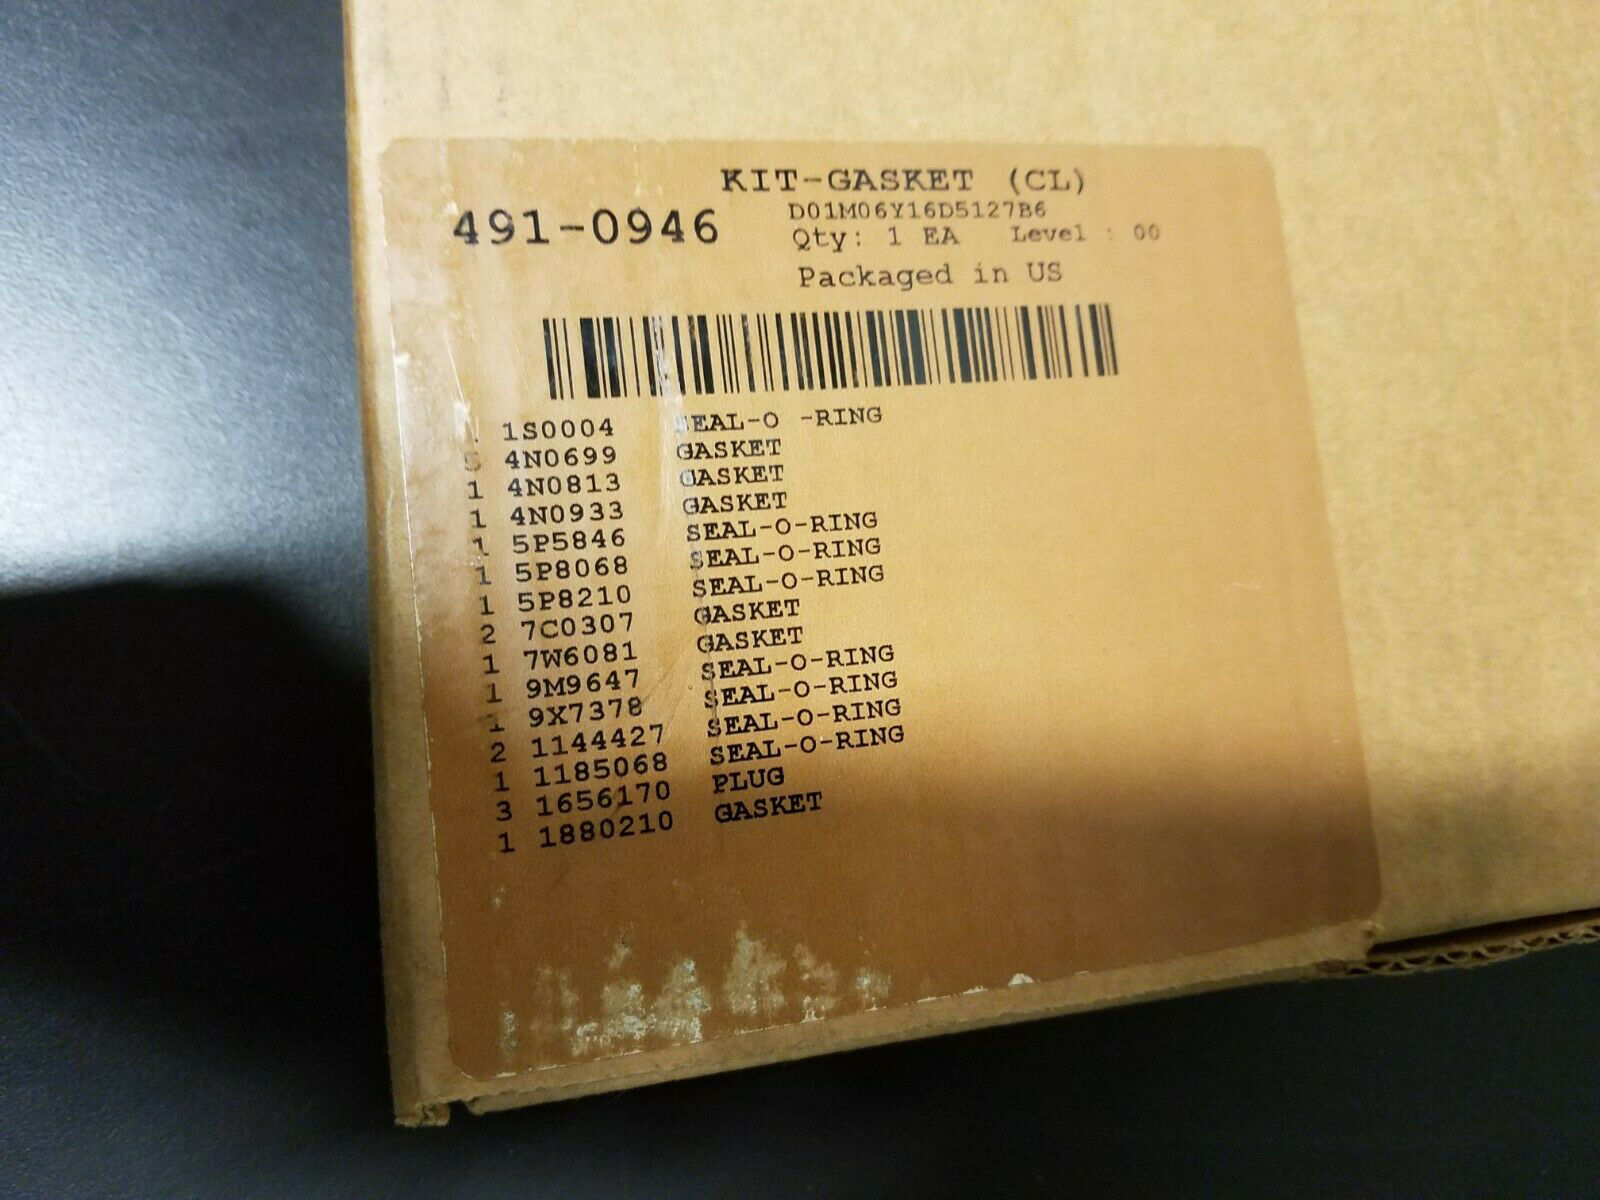 KIT-GASKET (CL)
491-0946
D01M06Y16D5127B6
Qty: 1 EA Level : 00
Packaged in US
1S0004 SEAL-O -RING
5 4N0699 GASKET
1 4N0813 GASKET
1 4N0933 GASKET
1 5P5846 SEAL-O-RING
1 5P8068 SEAL-O-RING
1 5P8210 SEAL-O-RING
2 7C0307 GASKET
1 7W6081 GASKET
1 9M9647 SEAL-O-RING
1 9X7378 SEAL-O-RING
2 1144427 SEAL-O-RING
1 1185068 SEAL-O-RING
3 1656170 PLUG
1 1880210 GASKET